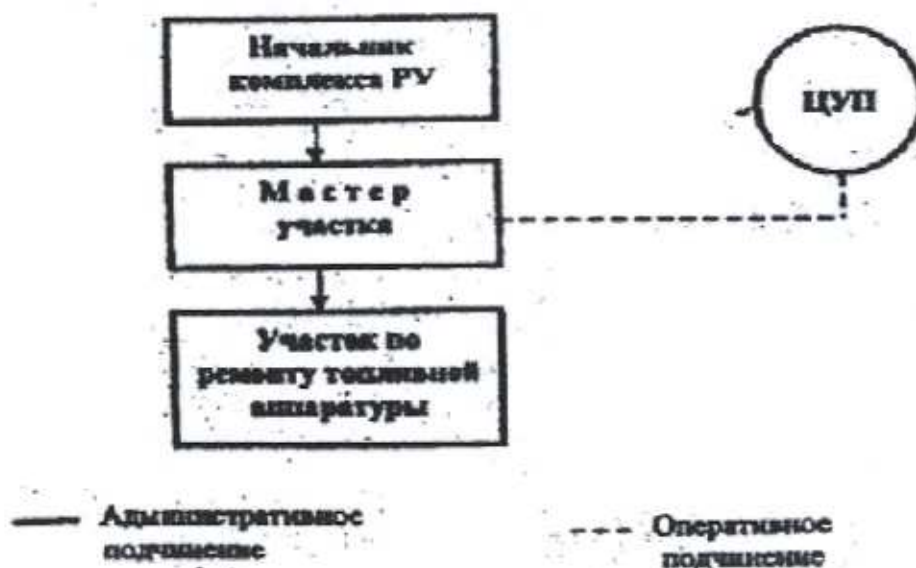 Начальник
комплекса РУ
ЦУП
Мастер
участка
Участок по
ремонту топливной
аппаратуры
Административное
подчинение
Оперативное
подчинение